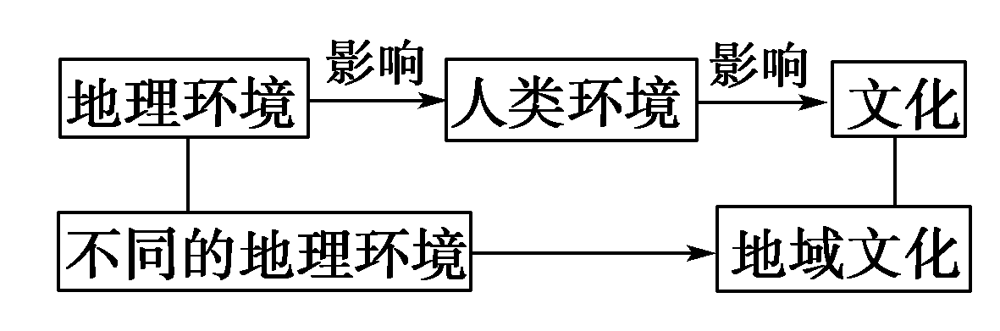 影响
影响
地理环境
人类环境
文化
不同的地理环境
地域文化